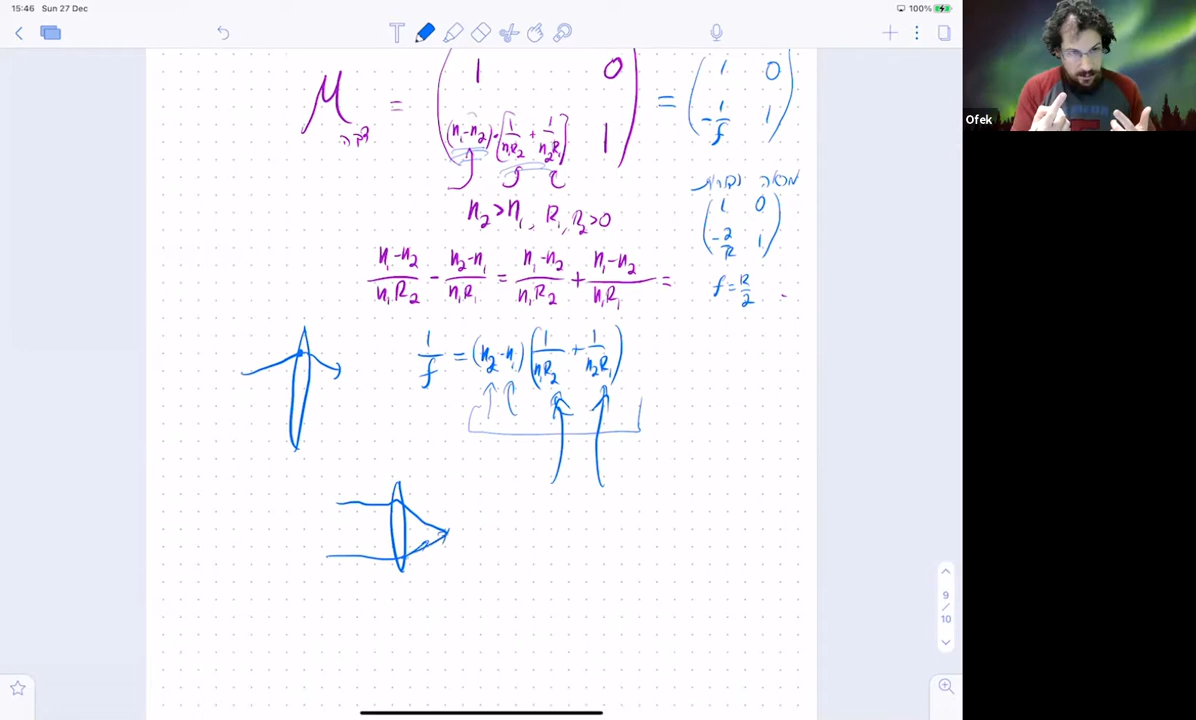 15:46 Sun 27 Dec
100%
T
M = ( 1 0 = ( 1 0
(n₁-n₂)·[1/n₁R₂ + 1/n₂R₁] 1 ) -1/f 1 )
n₂ > n₁, R₁, R₂ > 0
( 1 0
-2/R 1 )
n₁-n₂/n₁R₂ - n₂-n₁/n₁R₁ = n₁-n₂/n₁R₂ + n₁-n₂/n₁R₁ =
f = R/2
1/f = (n₂-n₁)(1/n₁R₂ + 1/n₂R₁)
9
/
10
Ofek